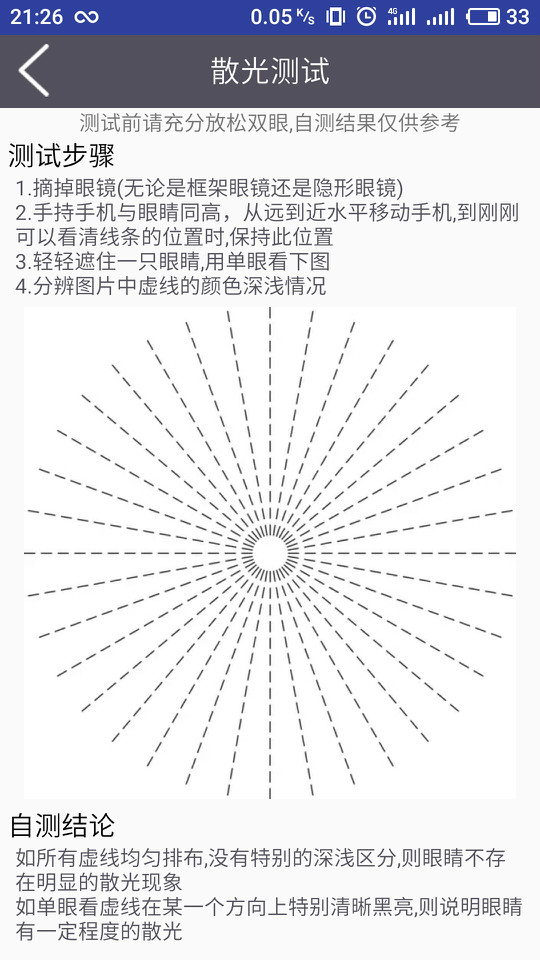 21:26 0.05 K/s 4G 33
散光测试
测试前请充分放松双眼,自测结果仅供参考
测试步骤
1.摘掉眼镜(无论是框架眼镜还是隐形眼镜)
2.手持手机与眼睛同高，从远到近水平移动手机,到刚刚
可以看清线条的位置时,保持此位置
3.轻轻遮住一只眼睛,用单眼看下图
4.分辨图片中虚线的颜色深浅情况
自测结论
如所有虚线均匀排布,没有特别的深浅区分,则眼睛不存
在明显的散光现象
如单眼看虚线在某一个方向上特别清晰黑亮,则说明眼睛
有一定程度的散光